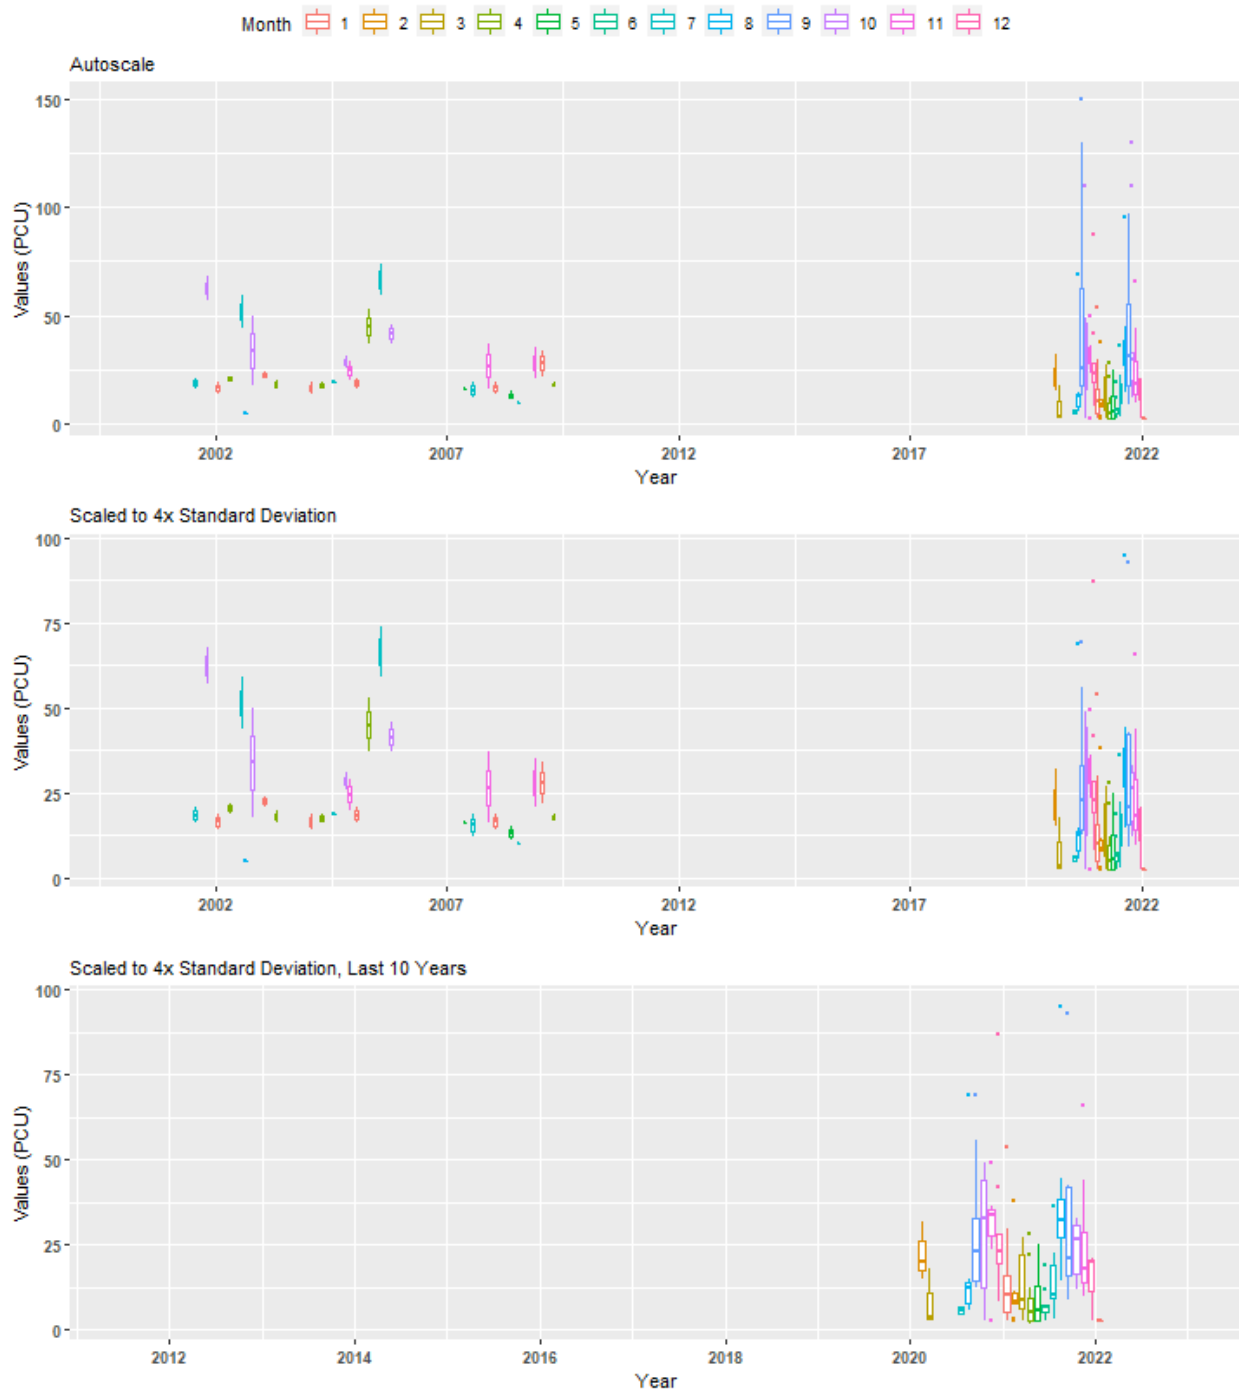 Month 1 2 3 4 5 6 7 8 9 10 11 12
Autoscale
150
100
50
0
Values (PCU)
2002 2007 2012 2017 2022
Year
Scaled to 4x Standard Deviation
100
75
50
25
0
Values (PCU)
2002 2007 2012 2017 2022
Year
Scaled to 4x Standard Deviation, Last 10 Years
100
75
50
25
0
Values (PCU)
2012 2014 2016 2018 2020 2022
Year